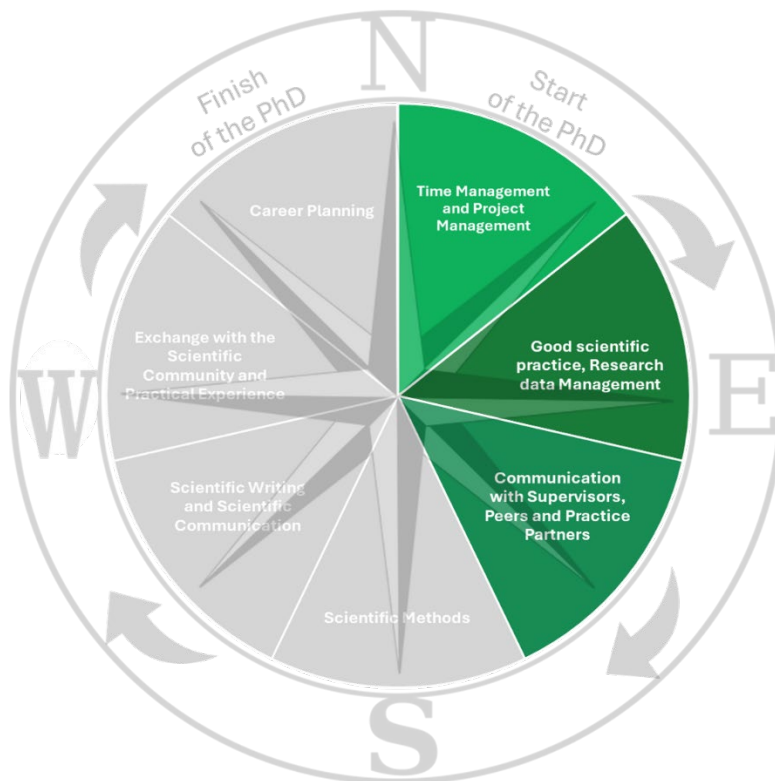 N
Finish
of the PhD
Start
of the PhD
Career Planning
Time Management
and Project
Management
Exchange with the
Scientific
Community and
Practical Experience
Good scientific
practice, Research
data Management
W
E
Scientific Writing
and Scientific
Communication
Communication
with Supervisors,
Peers and Practice
Partners
Scientific Methods
S